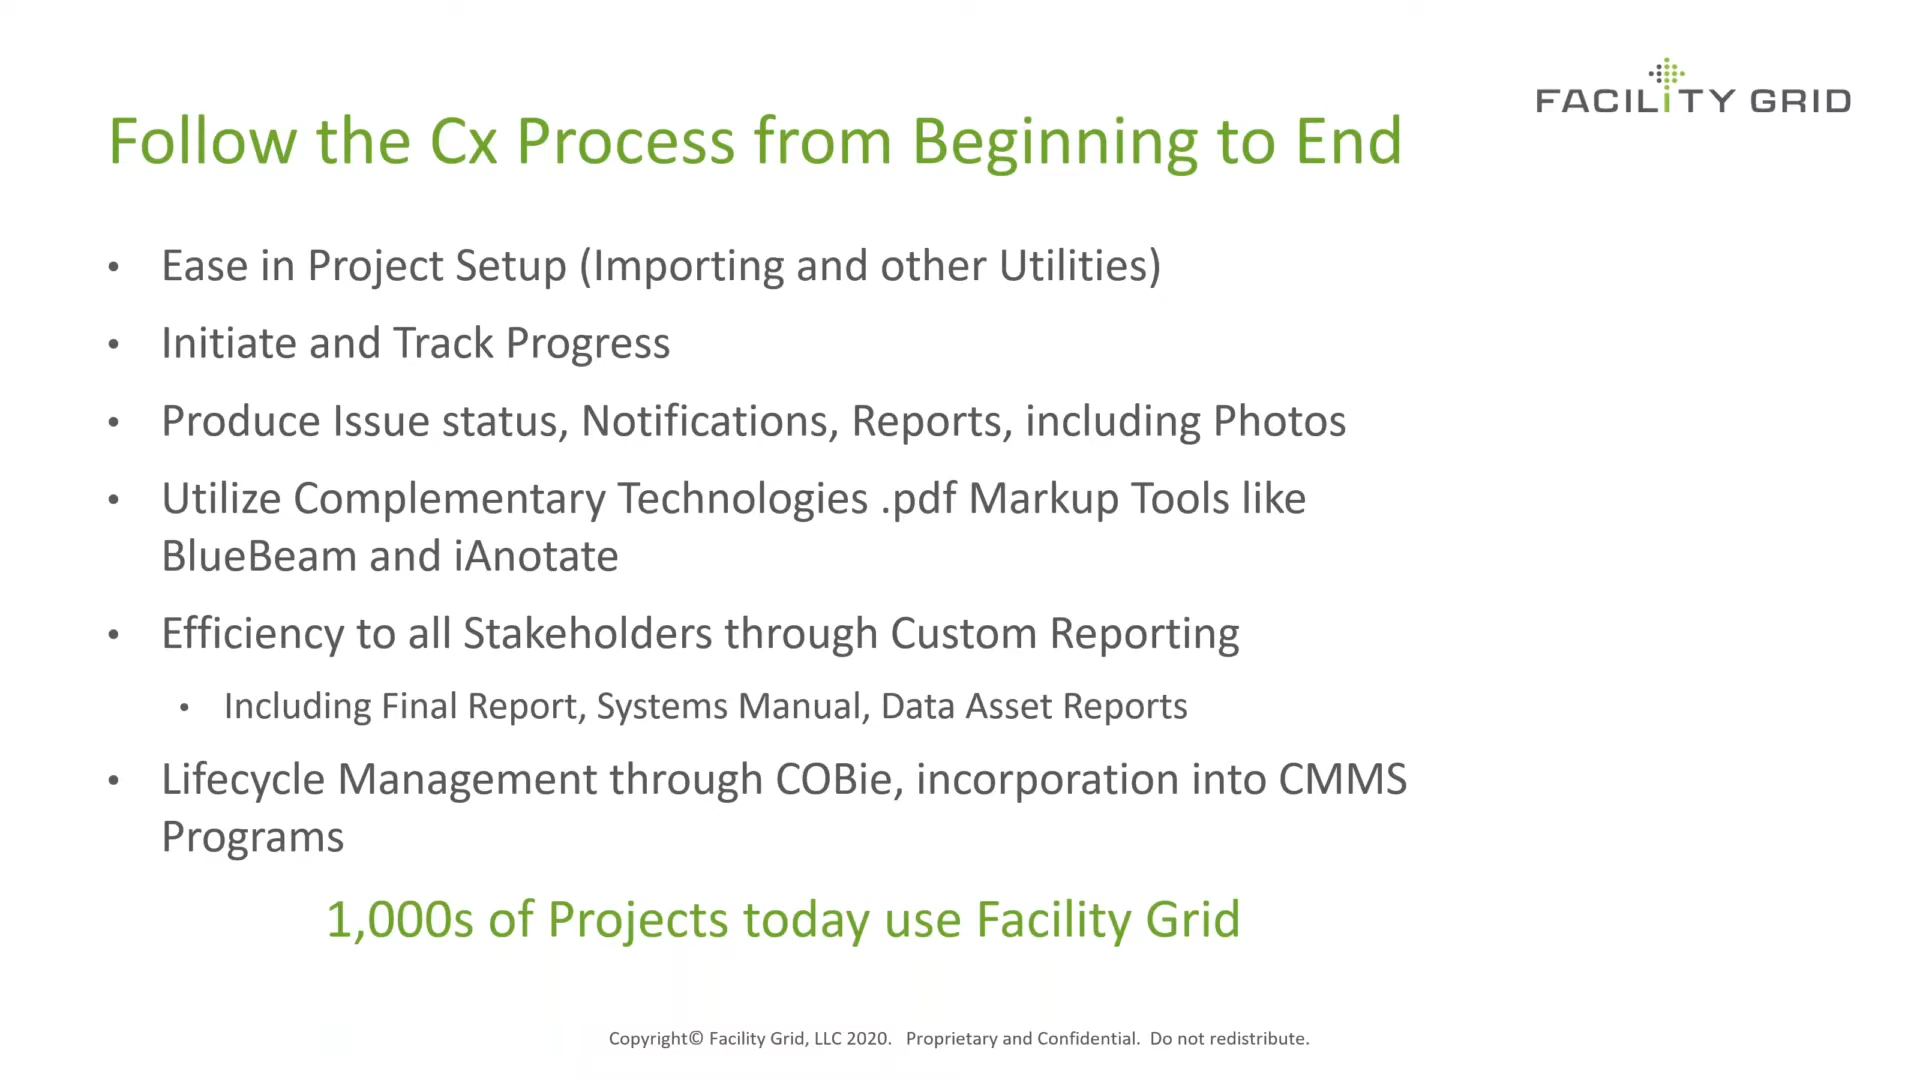 FACILiTY GRID
Follow the Cx Process from Beginning to End
• Ease in Project Setup (Importing and other Utilities)
• Initiate and Track Progress
• Produce Issue status, Notifications, Reports, including Photos
• Utilize Complementary Technologies .pdf Markup Tools like
BlueBeam and iAnotate
• Efficiency to all Stakeholders through Custom Reporting
• Including Final Report, Systems Manual, Data Asset Reports
• Lifecycle Management through COBie, incorporation into CMMS
Programs
1,000s of Projects today use Facility Grid
Copyright© Facility Grid, LLC 2020. Proprietary and Confidential. Do not redistribute.